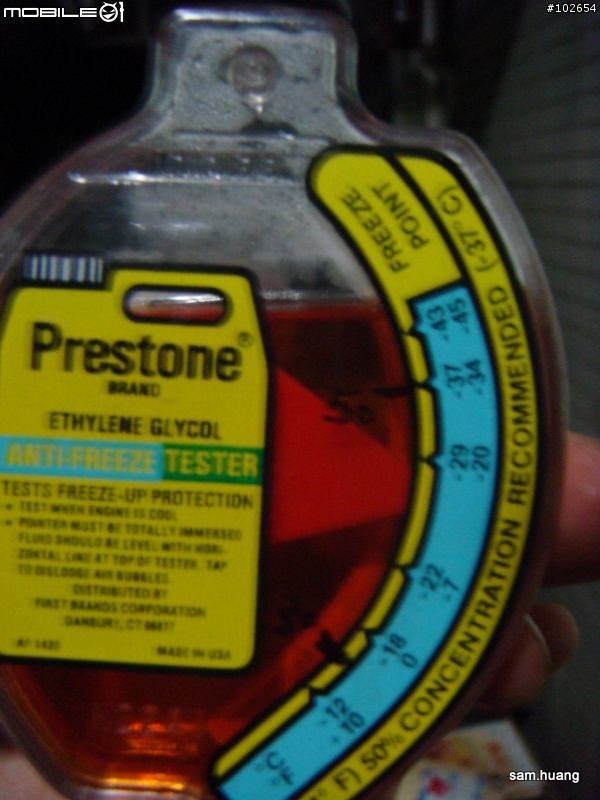 MOBILE01
#102654
FREEZE
POINT
50% CONCENTRATION RECOMMENDED (-37° C)
-43 -45
-37 -34
-29 -20
-22 -7
-18 0
-12 10
°C °F
Prestone®
BRAND
ETHYLENE GLYCOL
ANTI-FREEZE TESTER
TESTS FREEZE-UP PROTECTION
• TEST WHEN ENGINE IS COOL
• POINTER MUST BE TOTALLY IMMERSED
FLUID SHOULD BE LEVEL WITH HORI-
ZONTAL LINE AT TOP OF TESTER, TAP
TO DISLODGE AIR BUBBLES.
DISTRIBUTED BY
FIRST BRANDS CORPORATION
DANBURY, CT 06817
AF-1420 MADE IN USA
sam.huang